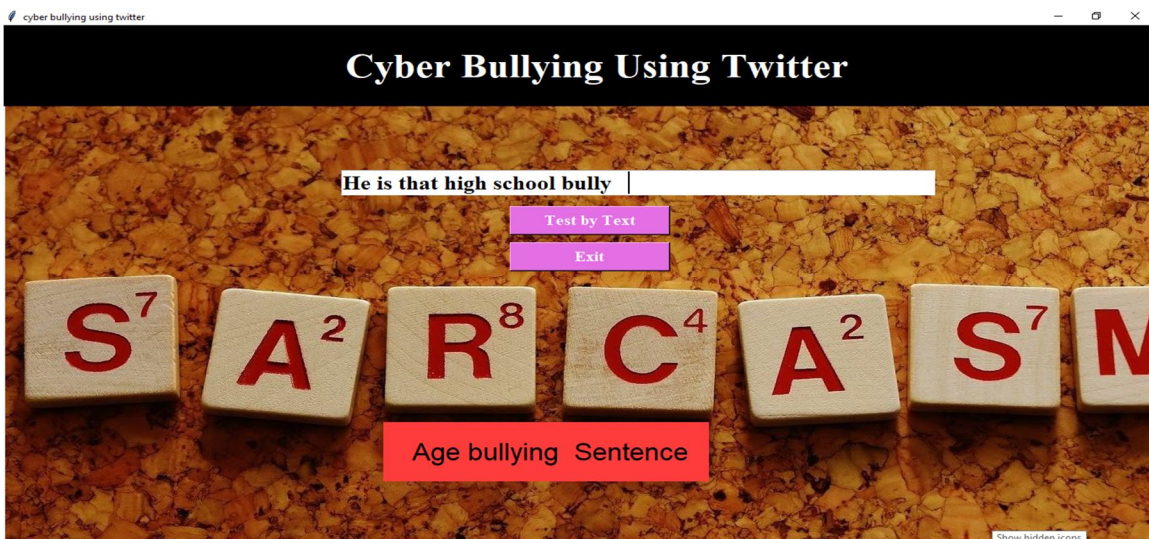 cyber bullying using twitter
Cyber Bullying Using Twitter
He is that high school bully
Test by Text
Exit
S7 A2 R8 C4 A2 S7 M
Age bullying Sentence
Show hidden icons